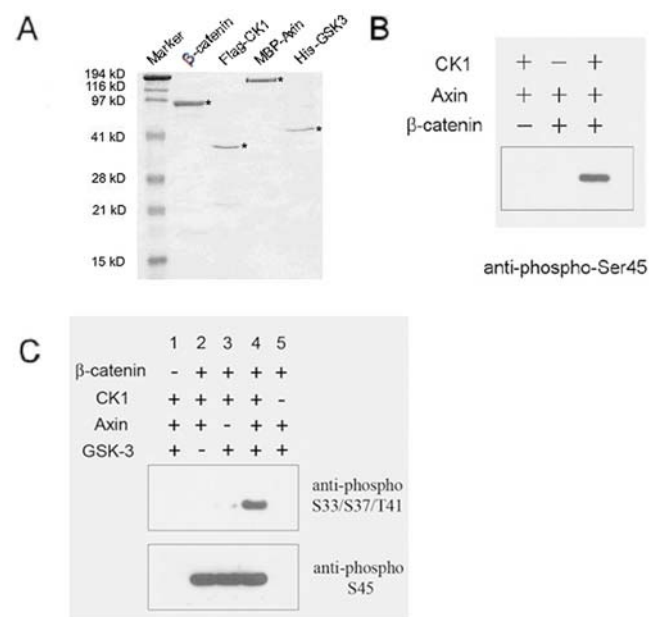 A
Marker
β-catenin
Flag-CK1
MBP-Axin
His-GSK3
194 kD
116 kD
97 kD
41 kD
28 kD
21 kD
15 kD
*
*
*
*
B
CK1 + − +
Axin + + +
β-catenin − + +
anti-phospho-Ser45
C
1 2 3 4 5
β-catenin - + + + +
CK1 + + + + -
Axin + + - + +
GSK-3 + - + + +
anti-phospho
S33/S37/T41
anti-phospho
S45